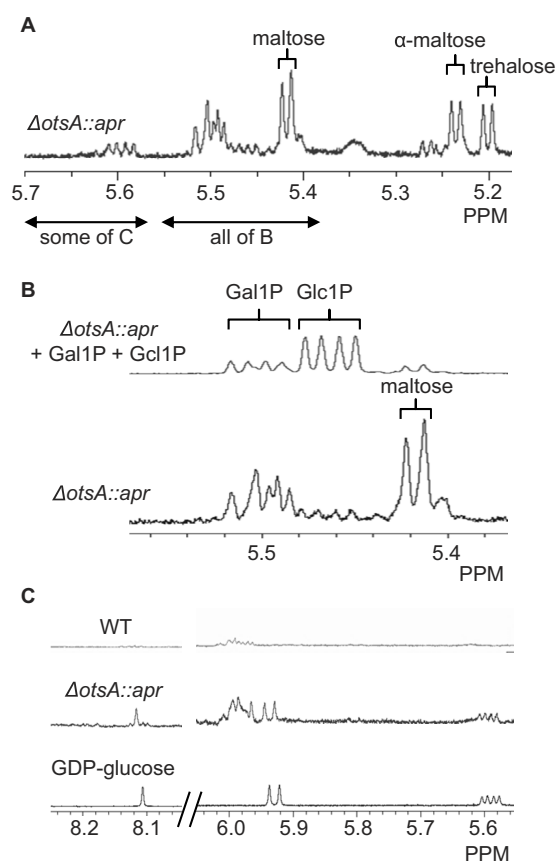 A
maltose
α-maltose
trehalose
ΔotsA::apr
5.7 5.6 5.5 5.4 5.3 5.2
PPM
some of C all of B
B
Gal1P Glc1P
ΔotsA::apr
+ Gal1P + Gcl1P
maltose
ΔotsA::apr
5.5 5.4
PPM
C
WT
ΔotsA::apr
GDP-glucose
8.2 8.1 6.0 5.9 5.8 5.7 5.6
PPM